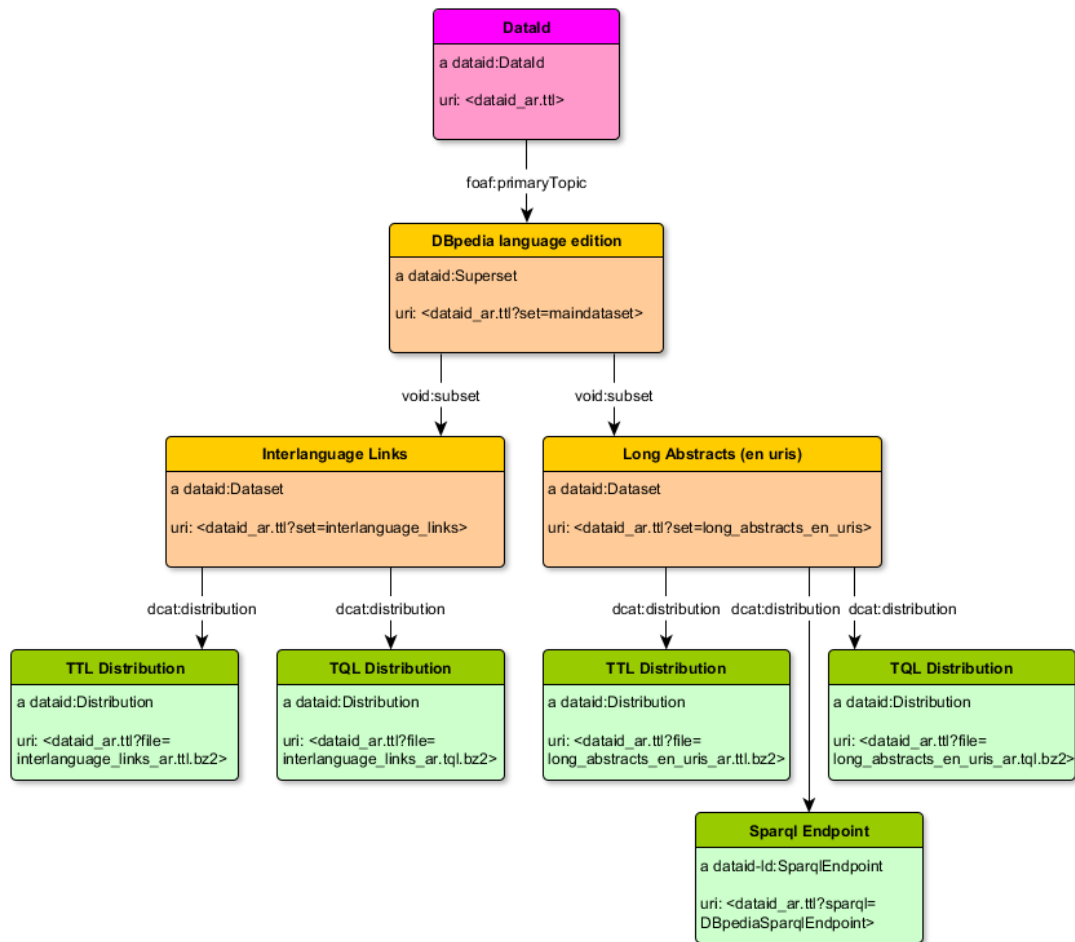 DataId
a dataid:DataId
uri: <dataid_ar.ttl>
foaf:primaryTopic
DBpedia language edition
a dataid:Superset
uri: <dataid_ar.ttl?set=maindataset>
void:subset
void:subset
Interlanguage Links
a dataid:Dataset
uri: <dataid_ar.ttl?set=interlanguage_links>
Long Abstracts (en uris)
a dataid:Dataset
uri: <dataid_ar.ttl?set=long_abstracts_en_uris>
dcat:distribution
dcat:distribution
dcat:distribution
dcat:distribution
dcat:distribution
TTL Distribution
a dataid:Distribution
uri: <dataid_ar.ttl?file=
interlanguage_links_ar.ttl.bz2>
TQL Distribution
a dataid:Distribution
uri: <dataid_ar.ttl?file=
interlanguage_links_ar.tql.bz2>
TTL Distribution
a dataid:Distribution
uri: <dataid_ar.ttl?file=
long_abstracts_en_uris_ar.ttl.bz2>
TQL Distribution
a dataid:Distribution
uri: <dataid_ar.ttl?file=
long_abstracts_en_uris_ar.tql.bz2>
Sparql Endpoint
a dataid-ld:SparqlEndpoint
uri: <dataid_ar.ttl?sparql=
DBpediaSparqlEndpoint>